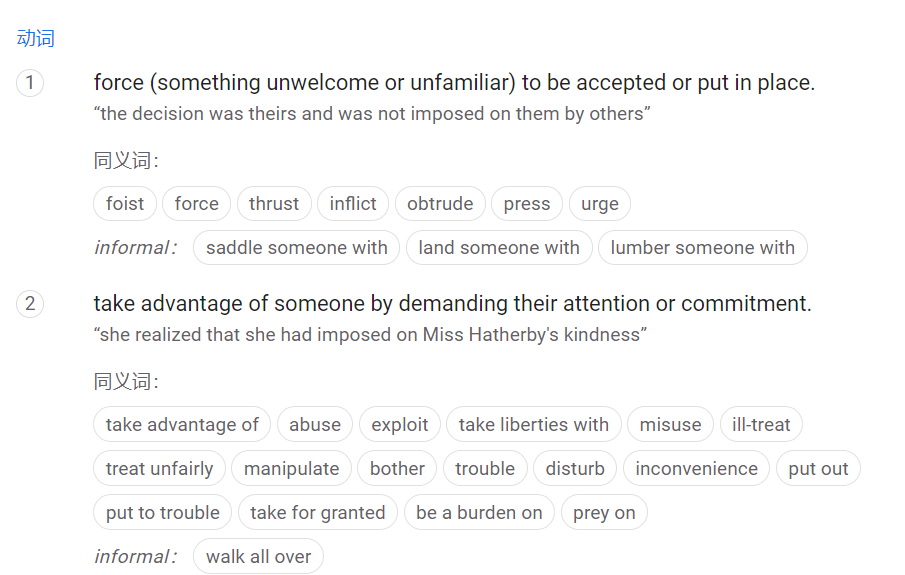 动词
1 force (something unwelcome or unfamiliar) to be accepted or put in place.
“the decision was theirs and was not imposed on them by others”
同义词：
foist force thrust inflict obtrude press urge
informal： saddle someone with land someone with lumber someone with
2 take advantage of someone by demanding their attention or commitment.
“she realized that she had imposed on Miss Hatherby's kindness”
同义词：
take advantage of abuse exploit take liberties with misuse ill-treat
treat unfairly manipulate bother trouble disturb inconvenience put out
put to trouble take for granted be a burden on prey on
informal： walk all over